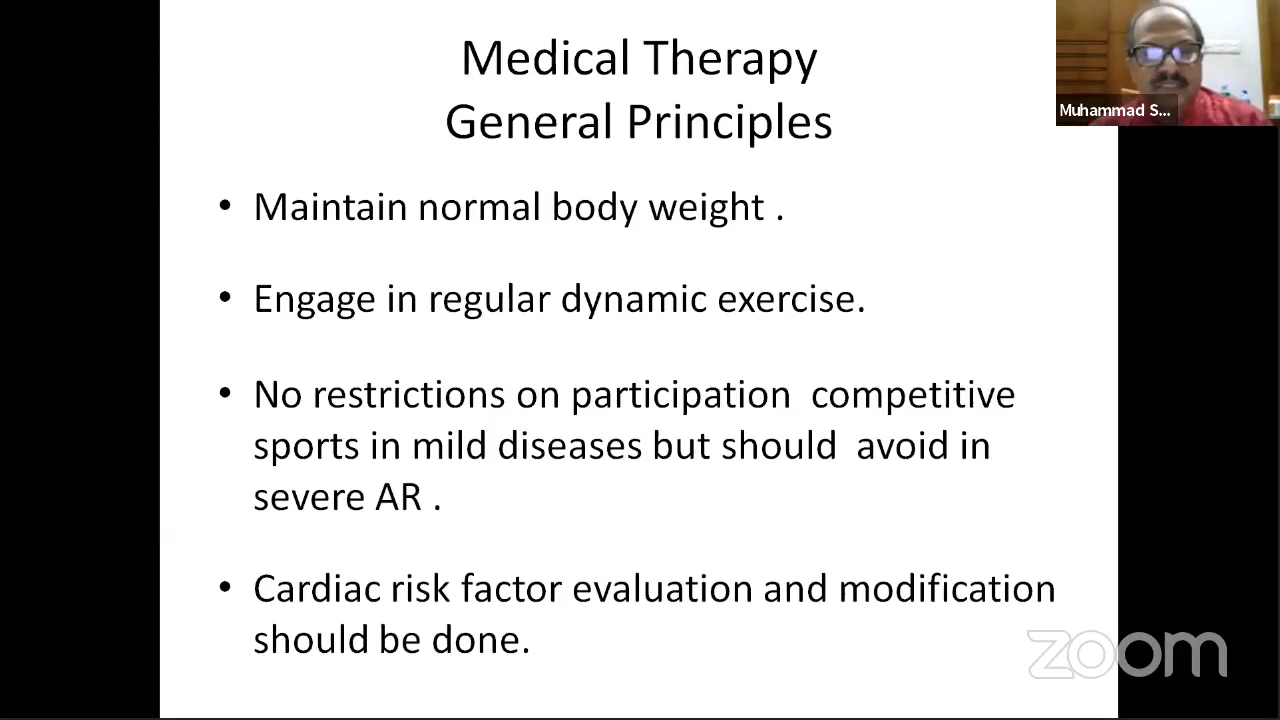 Medical Therapy
General Principles
Muhammad S...
• Maintain normal body weight .
• Engage in regular dynamic exercise.
• No restrictions on participation  competitive
sports in mild diseases but should  avoid in
severe AR .
• Cardiac risk factor evaluation and modification
should be done.
zoom